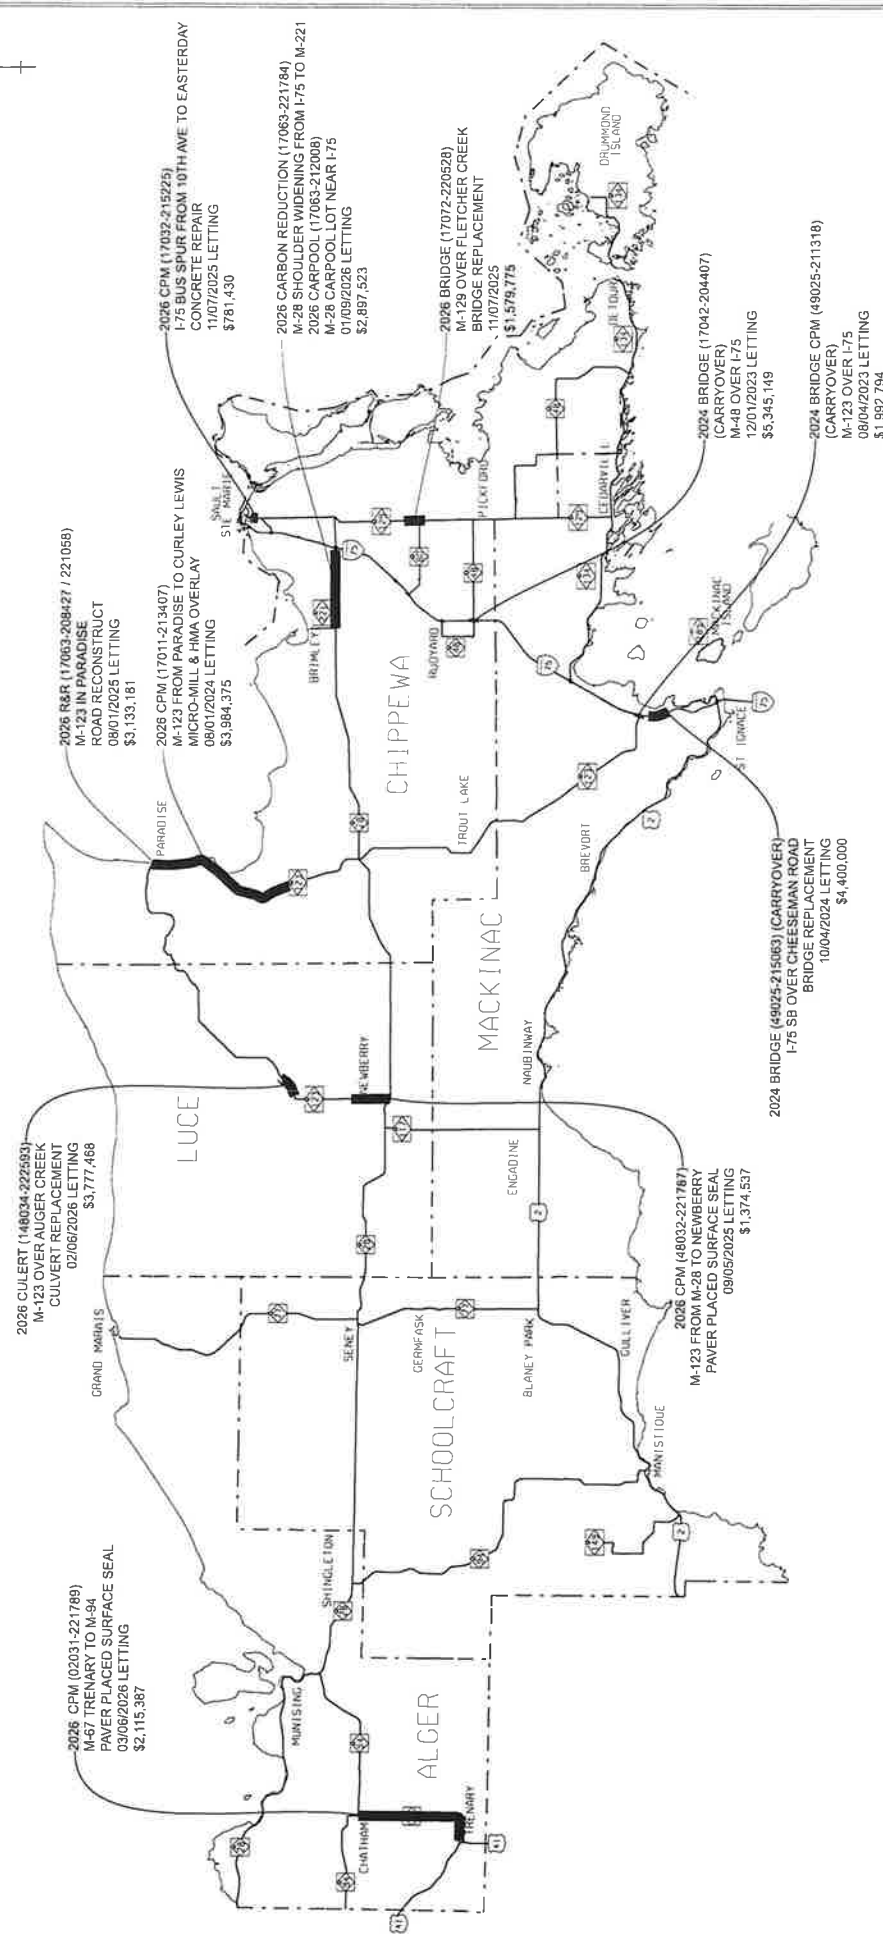 2026 CPM (02031-221789)
M-67 TRENARY TO M-94
PAVER PLACED SURFACE SEAL
03/06/2026 LETTING
$2,115,387
2026 CULERT (148034-222593)
M-123 OVER AUGER CREEK
CULVERT REPLACEMENT
02/06/2026 LETTING
$3,777,468
2026 R&R (17063-208427 / 221058)
M-123 IN PARADISE
ROAD RECONSTRUCT
08/01/2025 LETTING
$3,133,181
2026 CPM (17011-213407)
M-123 FROM PARADISE TO CURLEY LEWIS
MICRO-MILL & HMA OVERLAY
08/01/2024 LETTING
$3,984,375
2026 CPM (17032-215225)
I-75 BUS SPUR FROM 10TH AVE TO EASTERDAY
CONCRETE REPAIR
11/07/2025 LETTING
$781,430
2026 CARBON REDUCTION (17063-221784)
M-28 SHOULDER WIDENING FROM I-75 TO M-221
2026 CARPOOL (17063-212008)
M-28 CARPOOL LOT NEAR I-75
01/09/2026 LETTING
$2,897,523
2026 BRIDGE (17072-220528)
M-129 OVER FLETCHER CREEK
BRIDGE REPLACEMENT
11/07/2025
$1,579,775
2024 BRIDGE (17042-204407)
(CARRYOVER)
M-48 OVER I-75
12/01/2023 LETTING
$5,345,149
2024 BRIDGE CPM (49025-211318)
(CARRYOVER)
M-123 OVER I-75
08/04/2023 LETTING
$1,992,794
2024 BRIDGE (49025-215063) (CARRYOVER)
I-75 SB OVER CHEESEMAN ROAD
BRIDGE REPLACEMENT
10/04/2024 LETTING
$4,400,000
2026 CPM (48032-221787)
M-123 FROM M-28 TO NEWBERRY
PAVER PLACED SURFACE SEAL
09/05/2025 LETTING
$1,374,537
GRAND MARAIS
MUNISING
CHATHAM
TRENARY
ALGER
SHINGLETON
SENEY
GERMFASK
SCHOOLCRAFT
BLANEY PARK
GULLIVER
MANISTIQUE
LUCE
NEWBERRY
ENGADINE
NAUBINWAY
MACKINAC
PARADISE
TROUT LAKE
BREVORT
CHIPPEWA
BRIMLEY
RUDYARD
SAULT
STE MARIE
PICKFORD
CEDARVILLE
DETOUR
DRUMMOND
ISLAND
MACKINAC
ISLAND
ST IGNACE
41
41
2
2
2
75
75
75